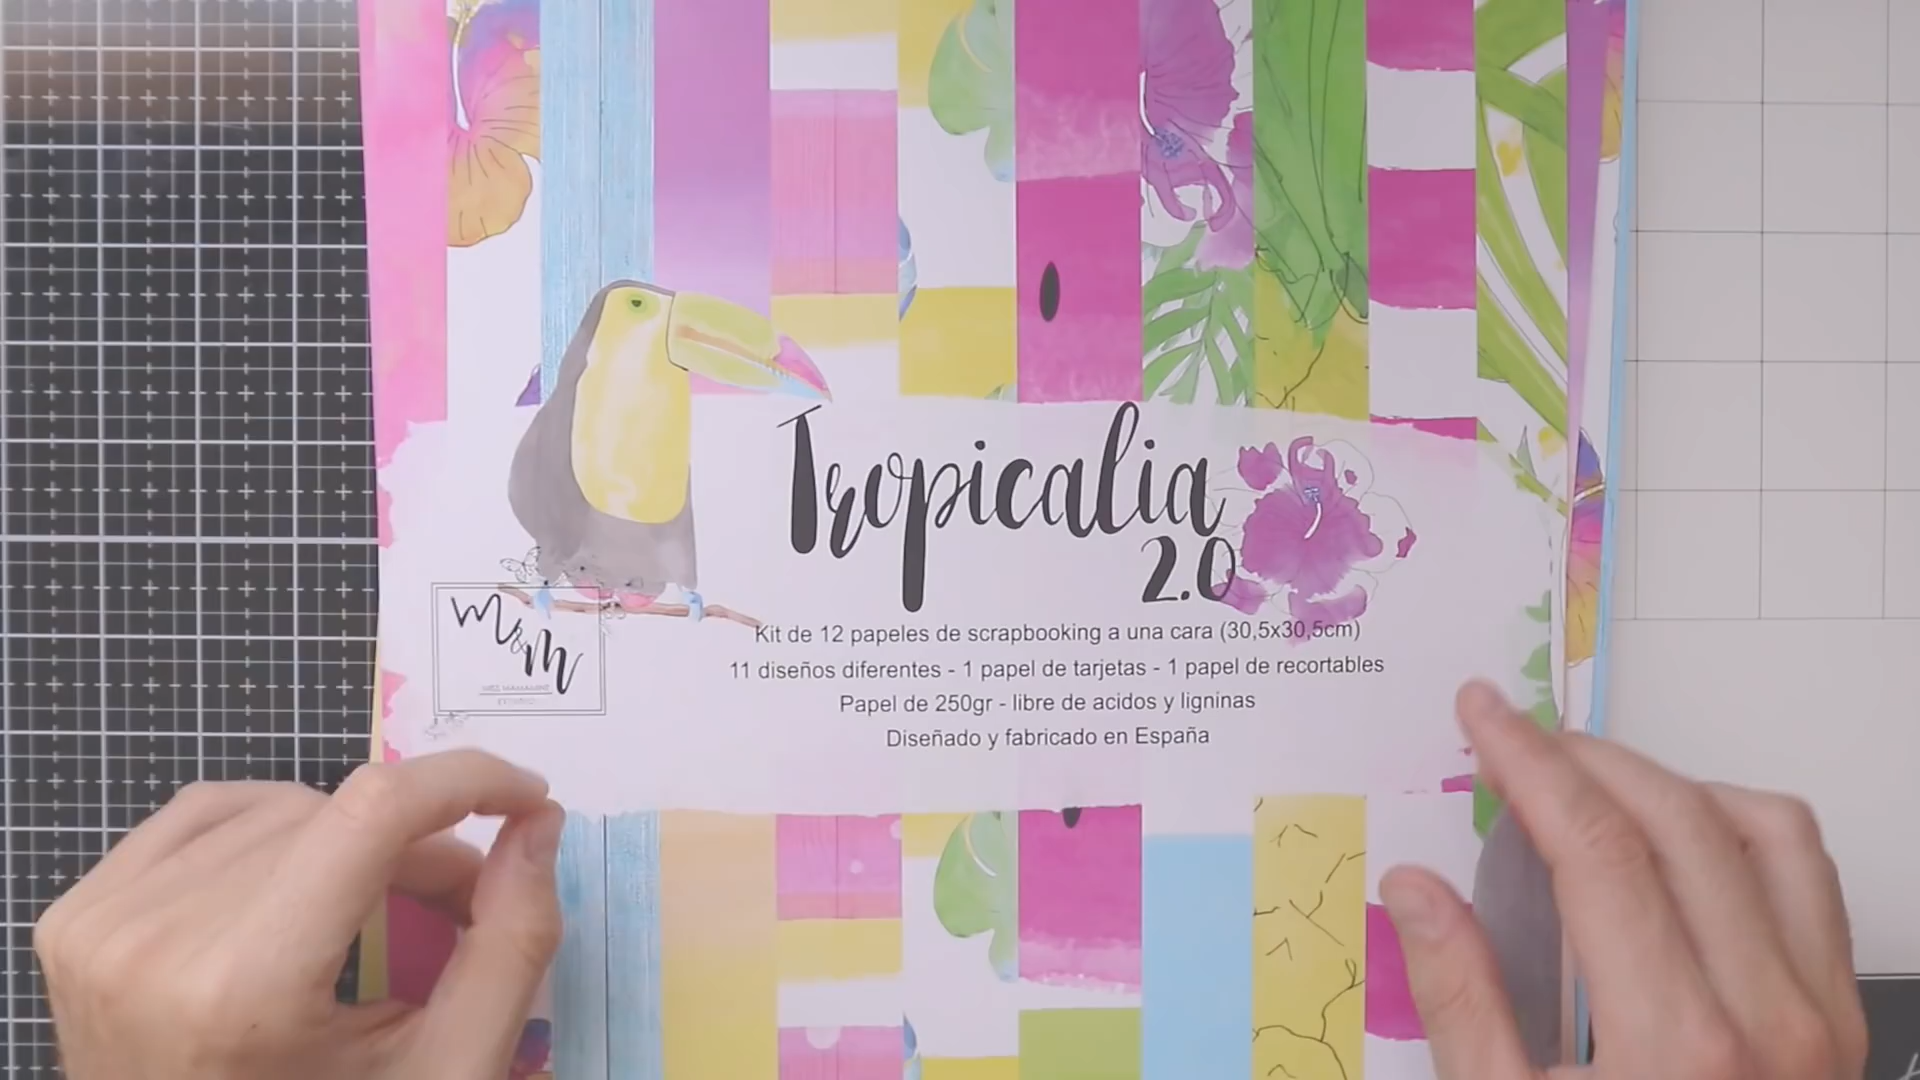 Tropicalia
2.0
Kit de 12 papeles de scrapbooking a una cara (30,5x30,5cm)
11 diseños diferentes - 1 papel de tarjetas - 1 papel de recortables
Papel de 250gr - libre de acidos y ligninas
Diseñado y fabricado en España
m&m